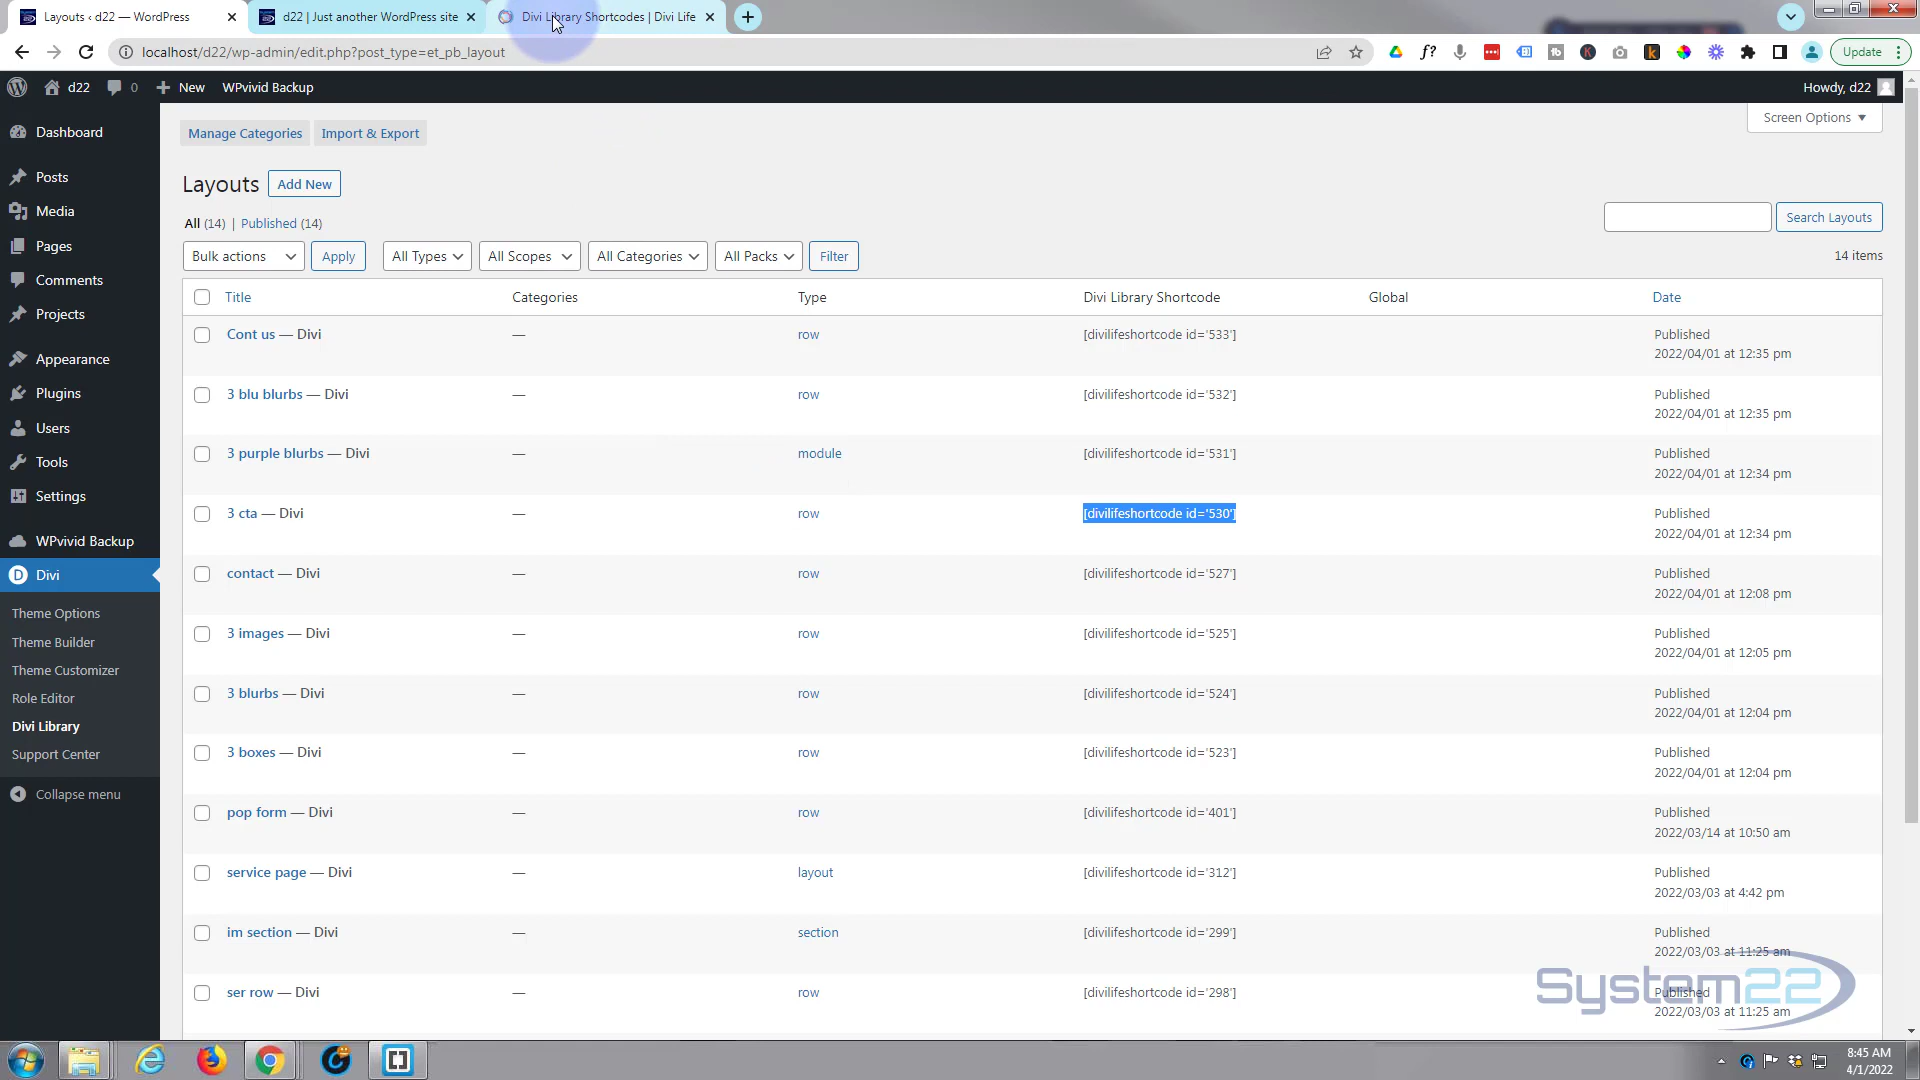 Layouts ‹ d22 — WordPress
d22 | Just another WordPress site
Divi Library Shortcodes | Divi Life
localhost/d22/wp-admin/edit.php?post_type=et_pb_layout
Update
d22
0
New
WPvivid Backup
Howdy, d22
Dashboard
Posts
Media
Pages
Comments
Projects
Appearance
Plugins
Users
Tools
Settings
WPvivid Backup
Divi
Theme Options
Theme Builder
Theme Customizer
Role Editor
Divi Library
Support Center
Collapse menu
Manage Categories
Import & Export
Screen Options
Layouts
Add New
All (14) | Published (14)
Search Layouts
Bulk actions
Apply
All Types
All Scopes
All Categories
All Packs
Filter
14 items
Title Categories Type Divi Library Shortcode Global Date
Cont us — Divi — row [divilifeshortcode id='533'] Published
2022/04/01 at 12:35 pm
3 blu blurbs — Divi — row [divilifeshortcode id='532'] Published
2022/04/01 at 12:35 pm
3 purple blurbs — Divi — module [divilifeshortcode id='531'] Published
2022/04/01 at 12:34 pm
3 cta — Divi — row [divilifeshortcode id='530'] Published
2022/04/01 at 12:34 pm
contact — Divi — row [divilifeshortcode id='527'] Published
2022/04/01 at 12:08 pm
3 images — Divi — row [divilifeshortcode id='525'] Published
2022/04/01 at 12:05 pm
3 blurbs — Divi — row [divilifeshortcode id='524'] Published
2022/04/01 at 12:04 pm
3 boxes — Divi — row [divilifeshortcode id='523'] Published
2022/04/01 at 12:04 pm
pop form — Divi — row [divilifeshortcode id='401'] Published
2022/03/14 at 10:50 am
service page — Divi — layout [divilifeshortcode id='312'] Published
2022/03/03 at 4:42 pm
im section — Divi — section [divilifeshortcode id='299'] Published
2022/03/03 at 11:25 am
ser row — Divi — row [divilifeshortcode id='298'] Published
2022/03/03 at 11:25 am
System22
8:45 AM
4/1/2022